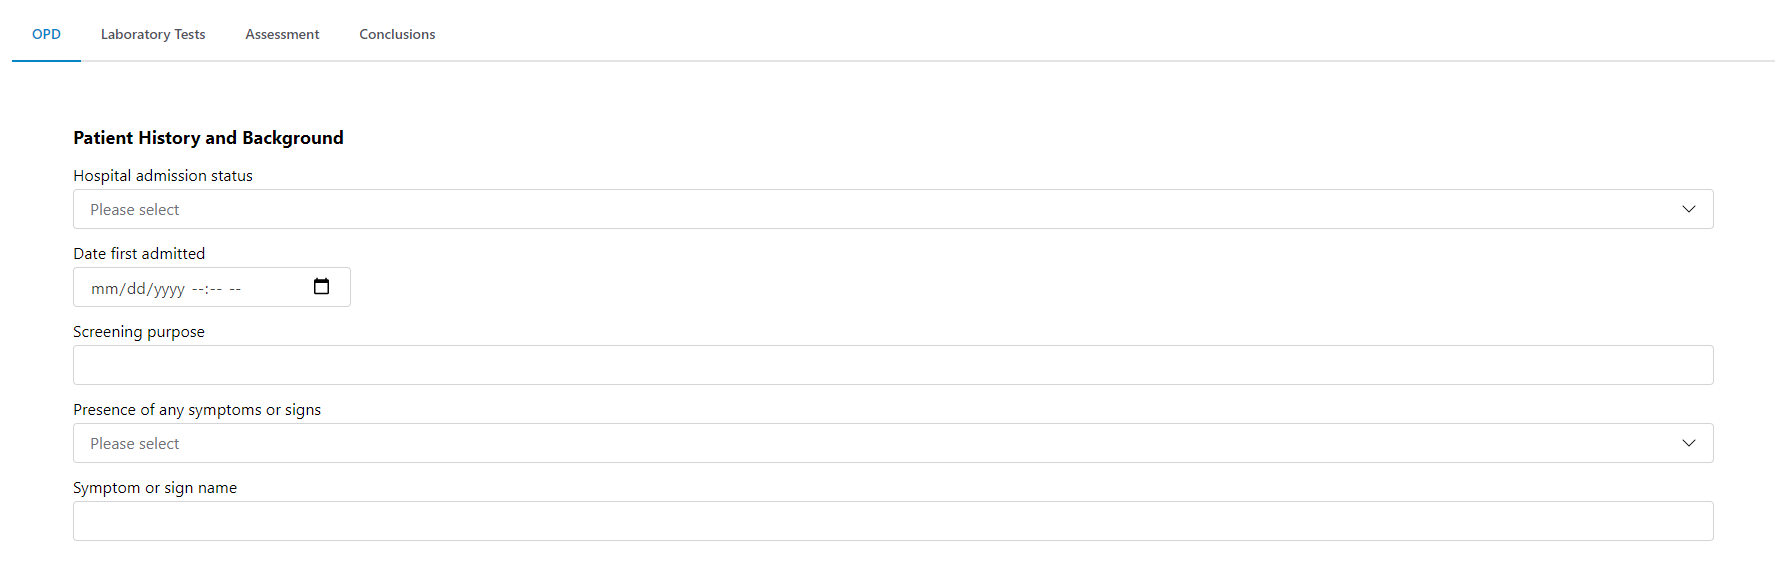 OPD Laboratory Tests Assessment Conclusions
Patient History and Background
Hospital admission status
Please select
Date first admitted
mm/dd/yyyy --:-- --
Screening purpose
Presence of any symptoms or signs
Please select
Symptom or sign name